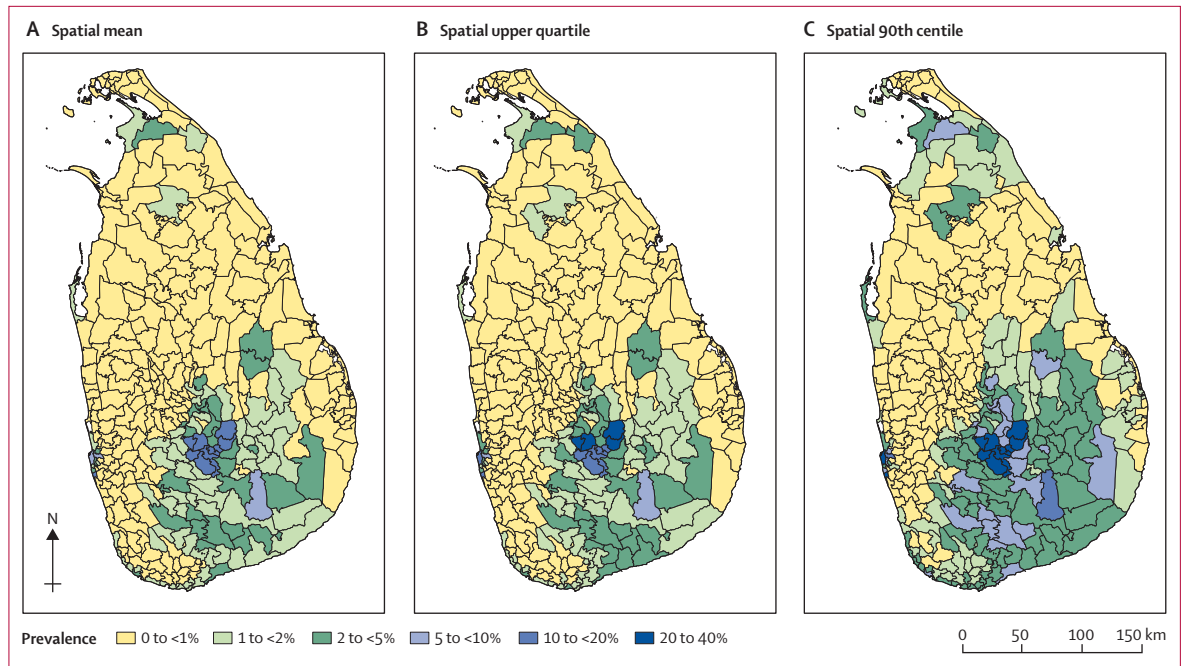 A Spatial mean
B Spatial upper quartile
C Spatial 90th centile
N
Prevalence 0 to <1% 1 to <2% 2 to <5% 5 to <10% 10 to <20% 20 to 40%
0 50 100 150 km